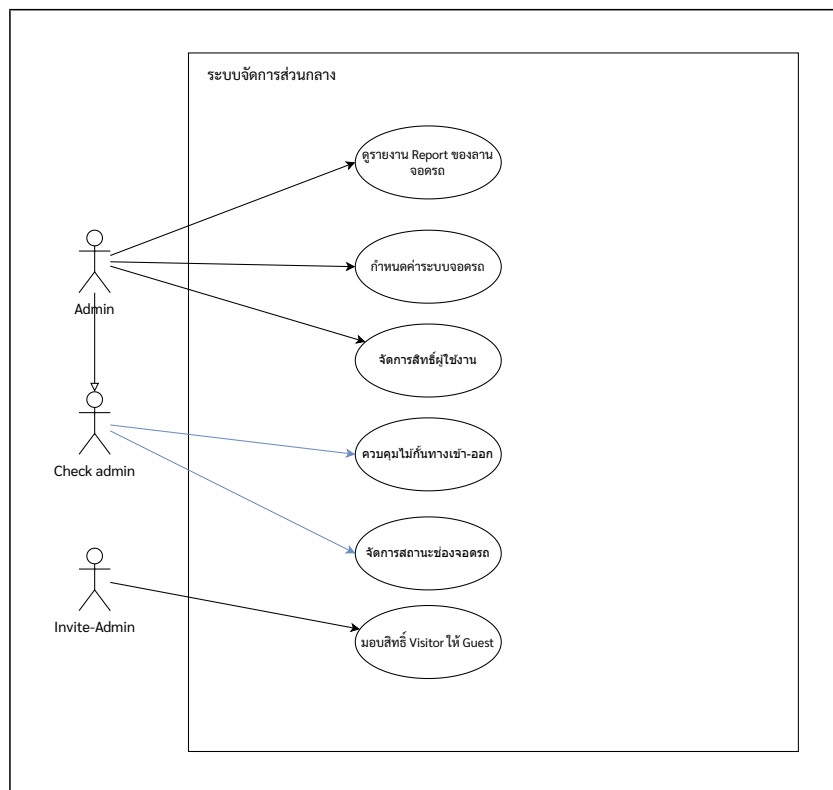 ระบบจัดการส่วนกลาง
ดูรายงาน Report ของลาน
จอดรถ
กำหนดค่าระบบจอดรถ
Admin
จัดการสิทธิ์ผู้ใช้งาน
ควบคุมไม้กั้นทางเข้า-ออก
Check admin
จัดการสถานะช่องจอดรถ
Invite-Admin
มอบสิทธิ์ Visitor ให้ Guest